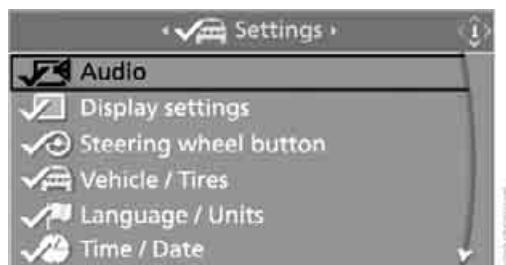 Settings
Audio
Display settings
Steering wheel button
Vehicle / Tires
Language / Units
Time / Date